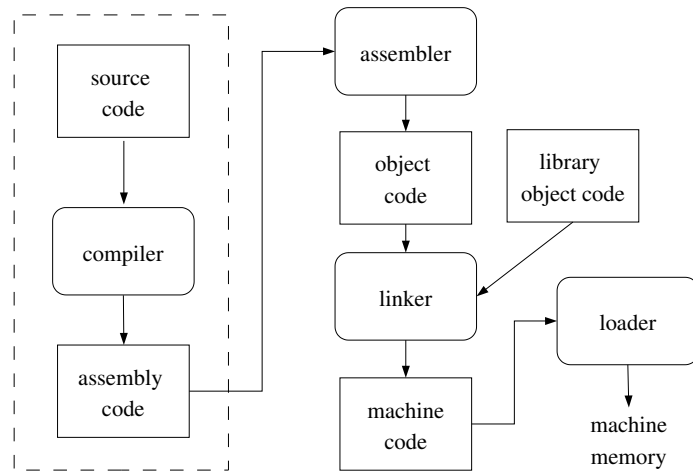 source
code
compiler
assembly
code
assembler
object
code
library
object code
linker
machine
code
loader
machine
memory